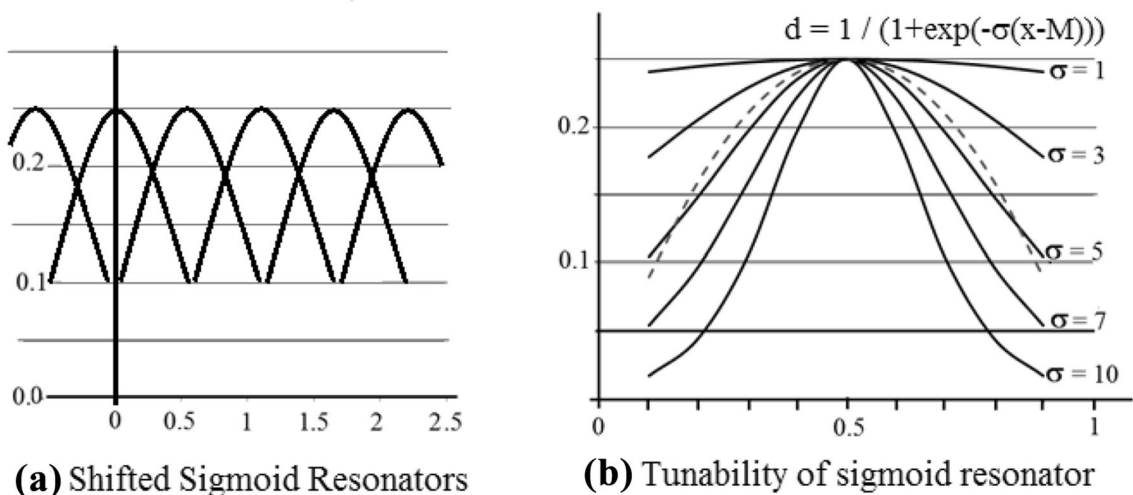 0.2
0.1
0.0
0 0.5 1 1.5 2 2.5
(a) Shifted Sigmoid Resonators
d = 1 / (1+exp(-σ(x-M)))
σ = 1
0.2
σ = 3
0.1
σ = 5
σ = 7
σ = 10
0 0.5 1
(b) Tunability of sigmoid resonator